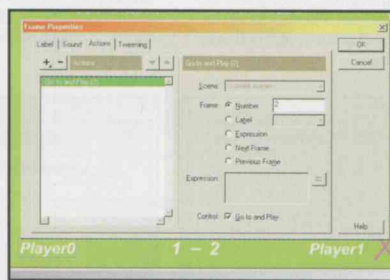 Frame Properties
Label Sound Actions Tweening
OK
Cancel
+ - Actions
Go to and Play (2)
Go to and Play (2)
Scene:
Frame: Number 2
Label
Expression
Next Frame
Previous Frame
Expression:
Control: Go to and Play
Help
Player0 1 – 2 Player1 X